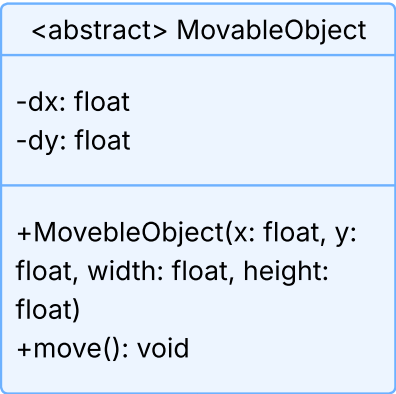 <abstract> MovableObject
-dx: float
-dy: float
+MovebleObject(x: float, y:
float, width: float, height:
float)
+move(): void